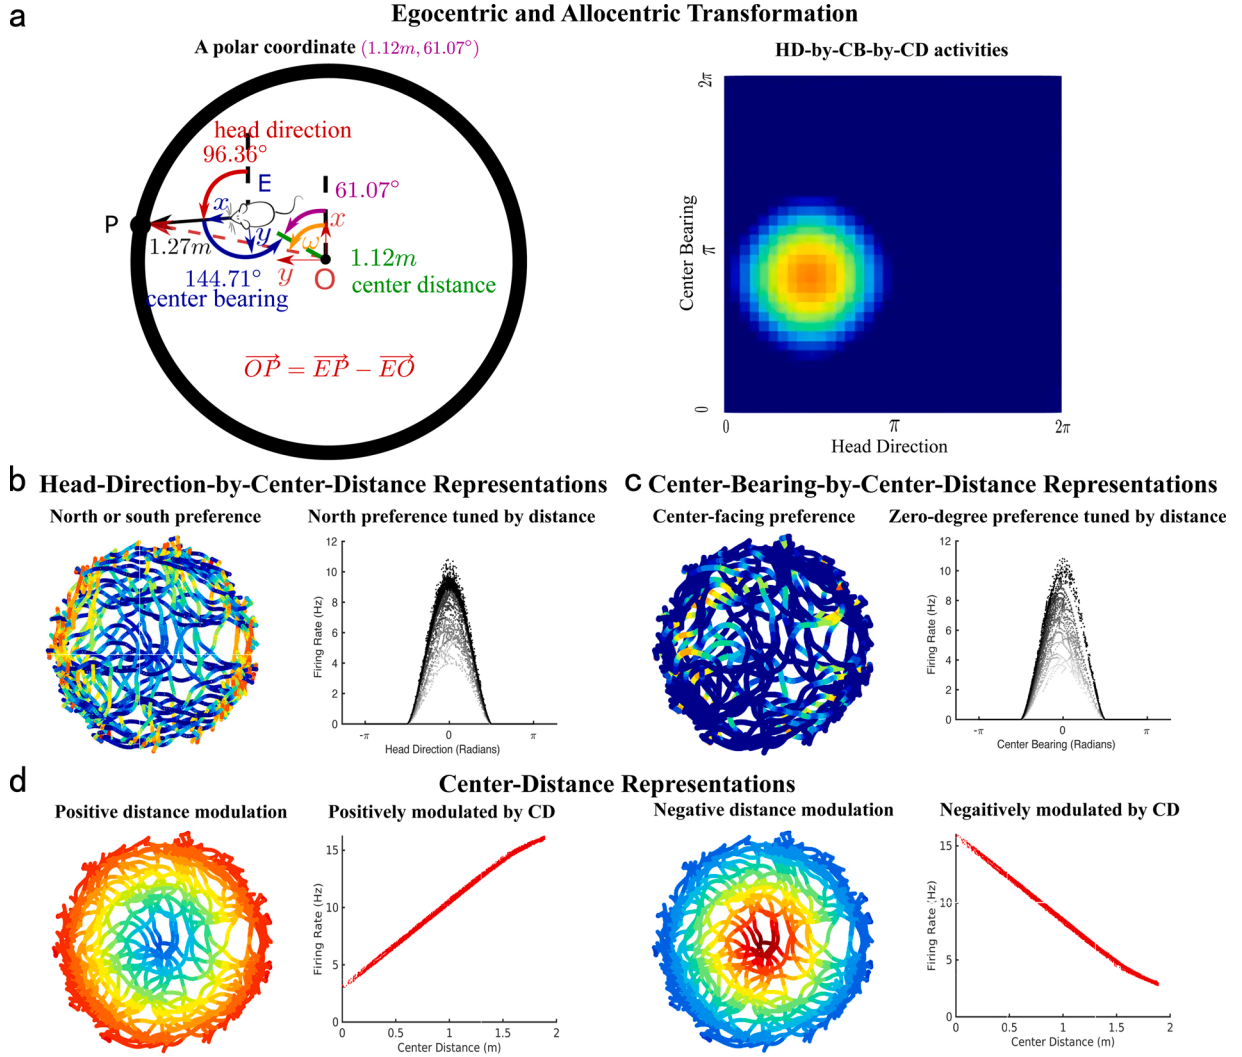 a
Egocentric and Allocentric Transformation
A polar coordinate (1.12m, 61.07°)
head direction
96.36°
E
61.07°
x
x
P
y
ω
1.27m
1.12m
y
O
144.71°
center distance
center bearing
OP = EP − EO
HD-by-CB-by-CD activities
2π
Center Bearing
π
0
0
π
2π
Head Direction
b
Head-Direction-by-Center-Distance Representations
North or south preference
North preference tuned by distance
12
10
8
6
4
2
0
Firing Rate (Hz)
-π
0
π
Head Direction (Radians)
c
Center-Bearing-by-Center-Distance Representations
Center-facing preference
Zero-degree preference tuned by distance
12
10
8
6
4
2
0
Firing Rate (Hz)
-π
0
π
Center Bearing (Radians)
d
Center-Distance Representations
Positive distance modulation
Positively modulated by CD
15
10
5
0
Firing Rate (Hz)
0
0.5
1
1.5
2
Center Distance (m)
Negative distance modulation
Negaitively modulated by CD
15
10
5
0
Firing Rate (Hz)
0
0.5
1
1.5
2
Center Distance (m)